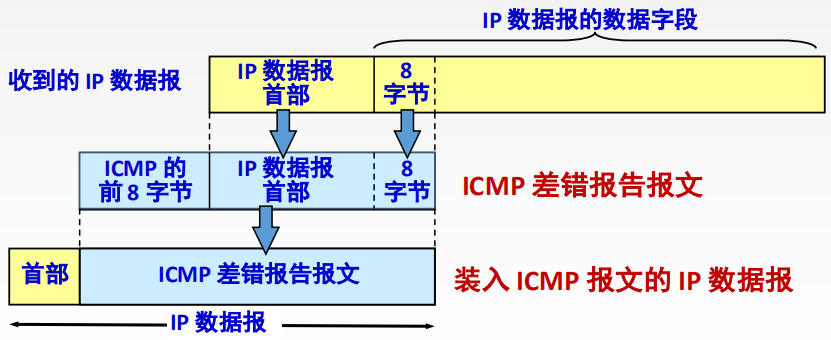 IP 数据报的数据字段
收到的 IP 数据报
IP 数据报
首部
8
字节
ICMP 的
前 8 字节
IP 数据报
首部
8
字节
ICMP 差错报告报文
首部
ICMP 差错报告报文
装入 ICMP 报文的 IP 数据报
IP 数据报